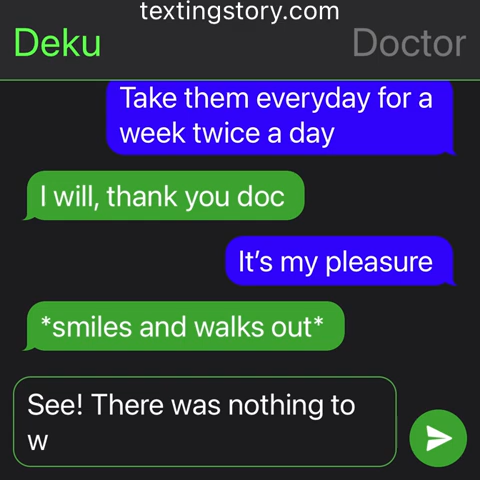 textingstory.com
Deku
Doctor
Take them everyday for a
week twice a day
I will, thank you doc
It’s my pleasure
*smiles and walks out*
See! There was nothing to
w